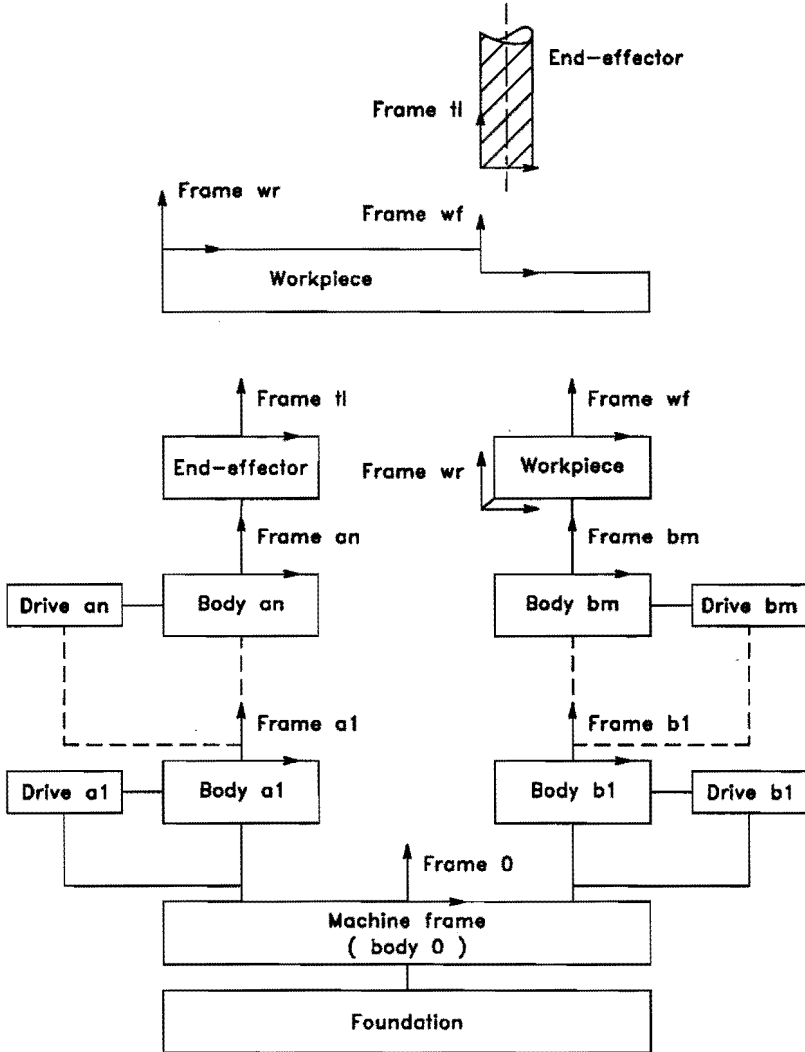 End-effector
Frame tl
Frame wr
Frame wf
Workpiece
Frame tl
Frame wf
End-effector
Frame wr
Workpiece
Frame an
Frame bm
Drive an
Body an
Body bm
Drive bm
Frame a1
Frame b1
Drive a1
Body a1
Body b1
Drive b1
Frame 0
Machine frame
( body 0 )
Foundation